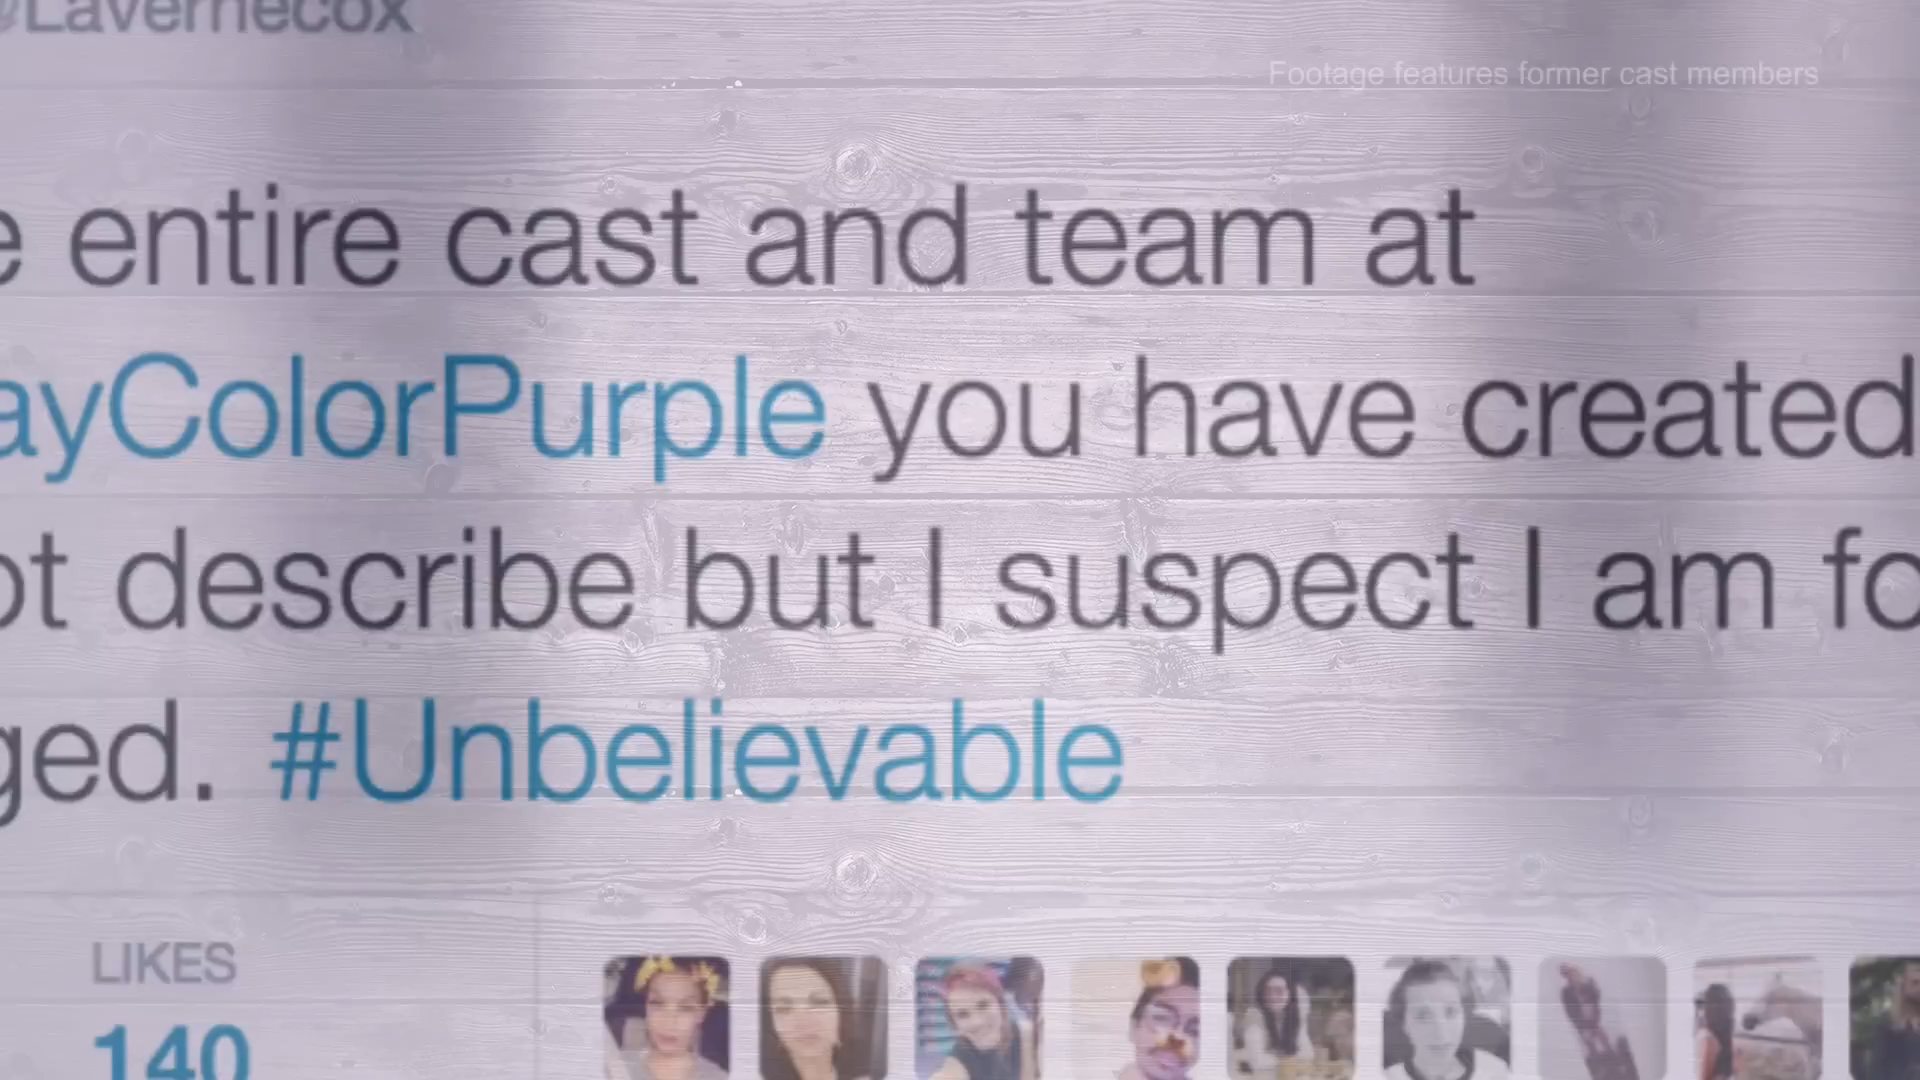 @Lavernecox
Footage features former cast members
e entire cast and team at
ayColorPurple you have created
ot describe but I suspect I am fo
ged. #Unbelievable
LIKES
140